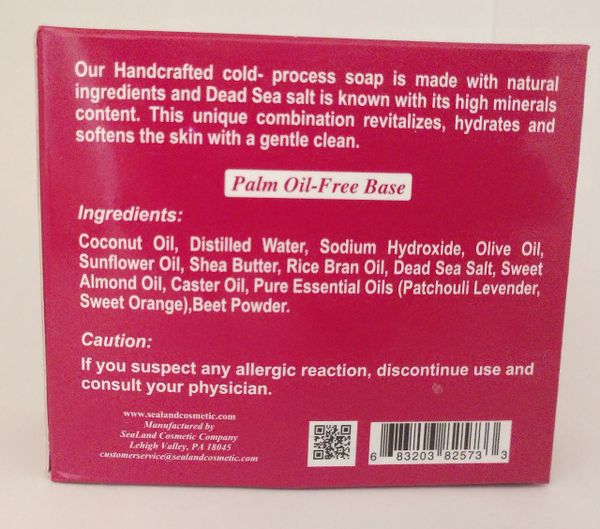 Our Handcrafted cold- process soap is made with natural
ingredients and Dead Sea salt is known with its high minerals
content. This unique combination revitalizes, hydrates and
softens the skin with a gentle clean.
Palm Oil-Free Base
Ingredients:
Coconut Oil, Distilled Water, Sodium Hydroxide, Olive Oil,
Sunflower Oil, Shea Butter, Rice Bran Oil, Dead Sea Salt, Sweet
Almond Oil, Caster Oil, Pure Essential Oils (Patchouli Levender,
Sweet Orange),Beet Powder.
Caution:
If you suspect any allergic reaction, discontinue use and
consult your physician.
www.sealandcosmetic.com
Manufactured by
SeaLand Cosmetic Company
Lehigh Valley, PA 18045
customerservice@sealandcosmetic.com
6 83203 82573 3